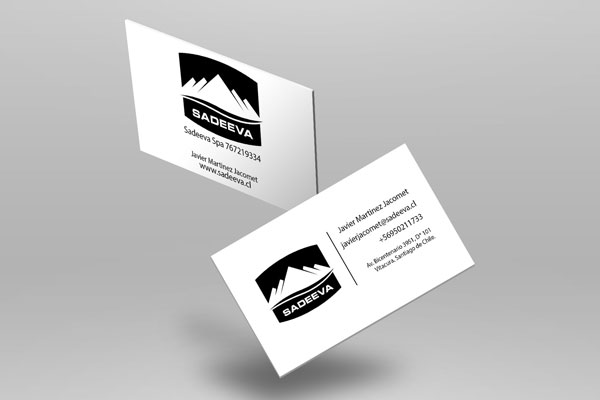 SADEEVA
Sadeeva Spa 767219334
Javier Martinez Jacomet
www.sadeeva.cl
SADEEVA
Javier Martinez Jacomet
javierjacomet@sadeeva.cl
+56950211733
Av. Bicentenario 3951, D° 101
Vitacura, Santiago de Chile.